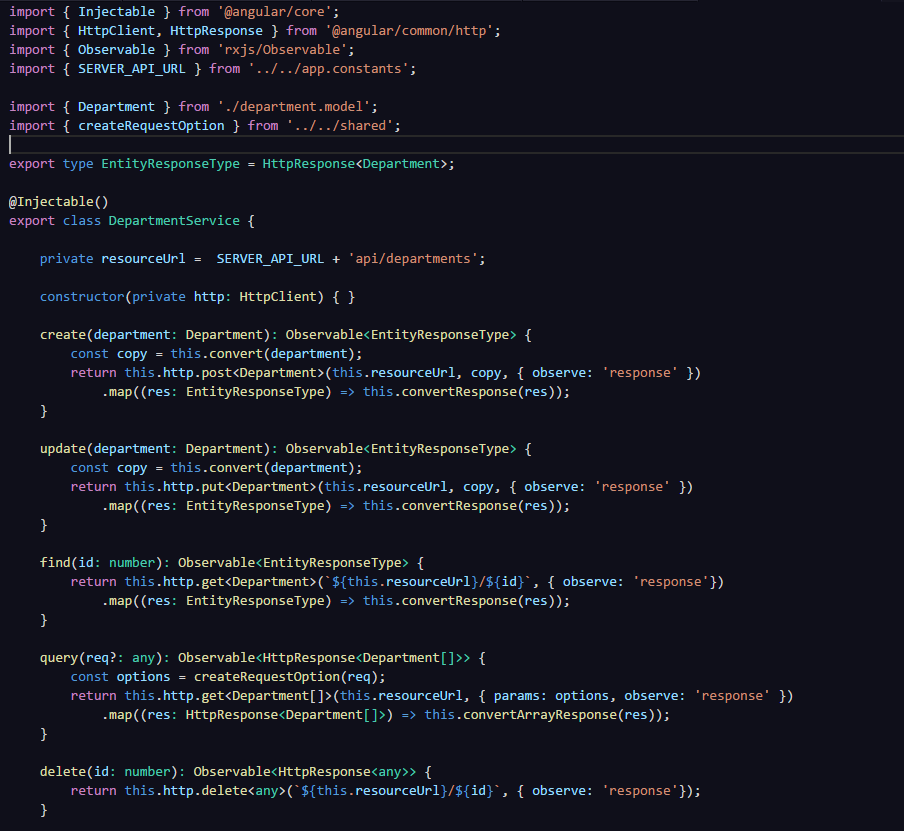 import { Injectable } from '@angular/core';
import { HttpClient, HttpResponse } from '@angular/common/http';
import { Observable } from 'rxjs/Observable';
import { SERVER_API_URL } from '../../app.constants';

import { Department } from './department.model';
import { createRequestOption } from '../../shared';

export type EntityResponseType = HttpResponse<Department>;

@Injectable()
export class DepartmentService {

    private resourceUrl =  SERVER_API_URL + 'api/departments';

    constructor(private http: HttpClient) { }

    create(department: Department): Observable<EntityResponseType> {
        const copy = this.convert(department);
        return this.http.post<Department>(this.resourceUrl, copy, { observe: 'response' })
            .map((res: EntityResponseType) => this.convertResponse(res));
    }

    update(department: Department): Observable<EntityResponseType> {
        const copy = this.convert(department);
        return this.http.put<Department>(this.resourceUrl, copy, { observe: 'response' })
            .map((res: EntityResponseType) => this.convertResponse(res));
    }

    find(id: number): Observable<EntityResponseType> {
        return this.http.get<Department>(`${this.resourceUrl}/${id}`, { observe: 'response'})
            .map((res: EntityResponseType) => this.convertResponse(res));
    }

    query(req?: any): Observable<HttpResponse<Department[]>> {
        const options = createRequestOption(req);
        return this.http.get<Department[]>(this.resourceUrl, { params: options, observe: 'response' })
            .map((res: HttpResponse<Department[]>) => this.convertArrayResponse(res));
    }

    delete(id: number): Observable<HttpResponse<any>> {
        return this.http.delete<any>(`${this.resourceUrl}/${id}`, { observe: 'response'});
    }